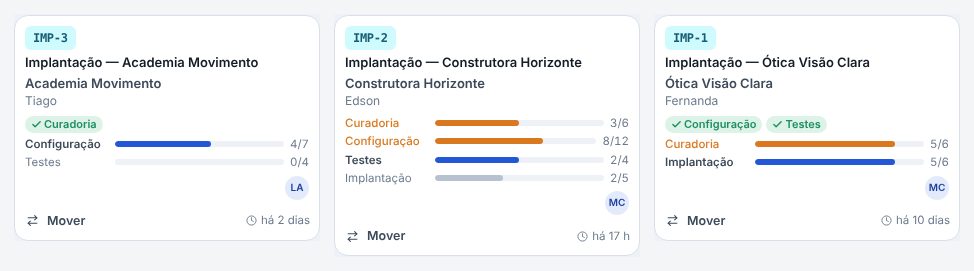 IMP-3
Implantação — Academia Movimento
Academia Movimento
Tiago
✓ Curadoria
Configuração 4/7
Testes 0/4
LA
Mover há 2 dias
IMP-2
Implantação — Construtora Horizonte
Construtora Horizonte
Edson
Curadoria 3/6
Configuração 8/12
Testes 2/4
Implantação 2/5
MC
Mover há 17 h
IMP-1
Implantação — Ótica Visão Clara
Ótica Visão Clara
Fernanda
✓ Configuração ✓ Testes
Curadoria 5/6
Implantação 5/6
MC
Mover há 10 dias